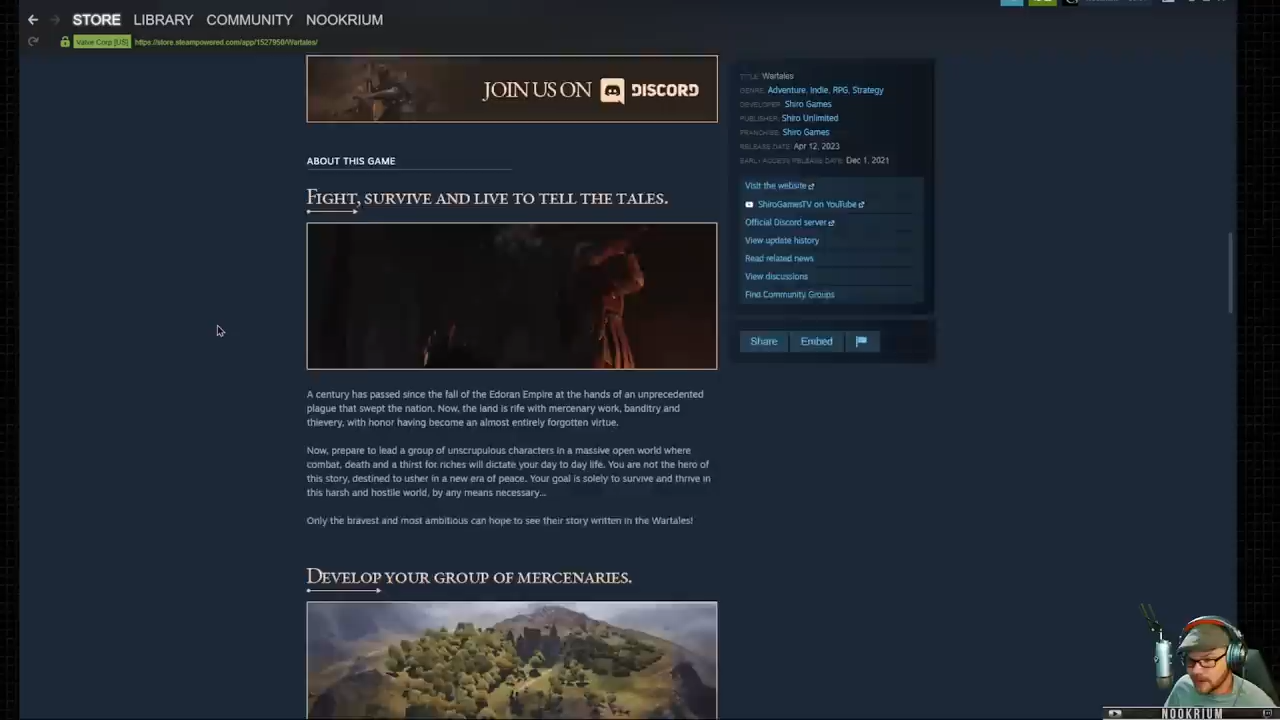 STORE LIBRARY COMMUNITY NOOKRIUM
Valve Corp [US] https://store.steampowered.com/app/1527950/Wartales/
JOIN US ON DISCORD
ABOUT THIS GAME
FIGHT, SURVIVE AND LIVE TO TELL THE TALES.
A century has passed since the fall of the Edoran Empire at the hands of an unprecedented
plague that swept the nation. Now, the land is rife with mercenary work, banditry and
thievery, with honor having become an almost entirely forgotten virtue.
Now, prepare to lead a group of unscrupulous characters in a massive open world where
combat, death and a thirst for riches will dictate your day to day life. You are not the hero of
this story, destined to usher in a new era of peace. Your goal is solely to survive and thrive in
this harsh and hostile world, by any means necessary...
Only the bravest and most ambitious can hope to see their story written in the Wartales!
DEVELOP YOUR GROUP OF MERCENARIES.
TITLE: Wartales
GENRE: Adventure, Indie, RPG, Strategy
DEVELOPER: Shiro Games
PUBLISHER: Shiro Unlimited
FRANCHISE: Shiro Games
RELEASE DATE: Apr 12, 2023
EARLY ACCESS RELEASE DATE: Dec 1, 2021
Visit the website
ShiroGamesTV on YouTube
Official Discord server
View update history
Read related news
View discussions
Find Community Groups
Share Embed
NOOKRIUM